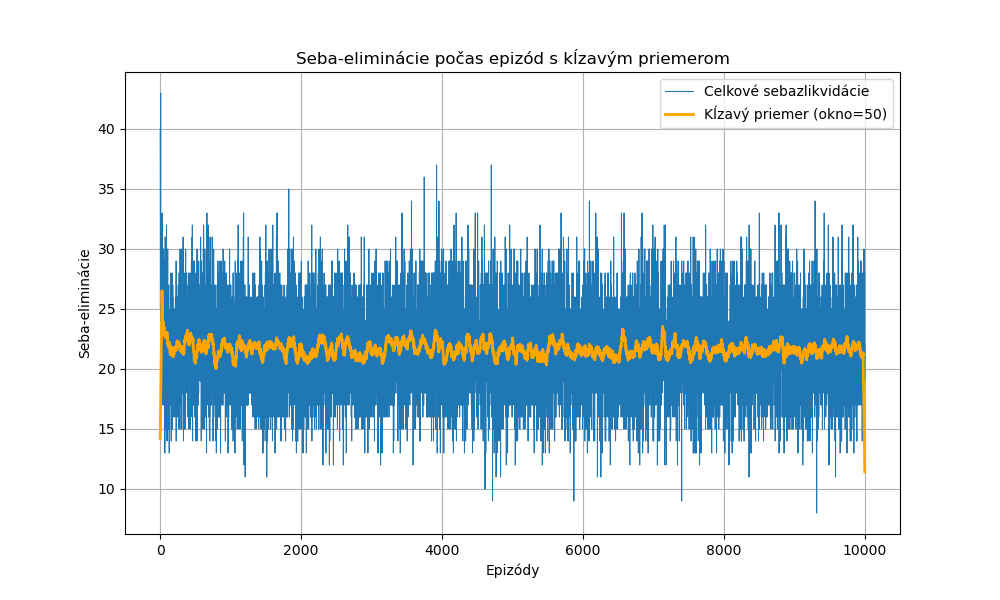 Seba-eliminácie počas epizód s kĺzavým priemerom
Celkové sebazlikvidácie
Kĺzavý priemer (okno=50)
Seba-eliminácie
40
35
30
25
20
15
10
0 2000 4000 6000 8000 10000
Epizódy